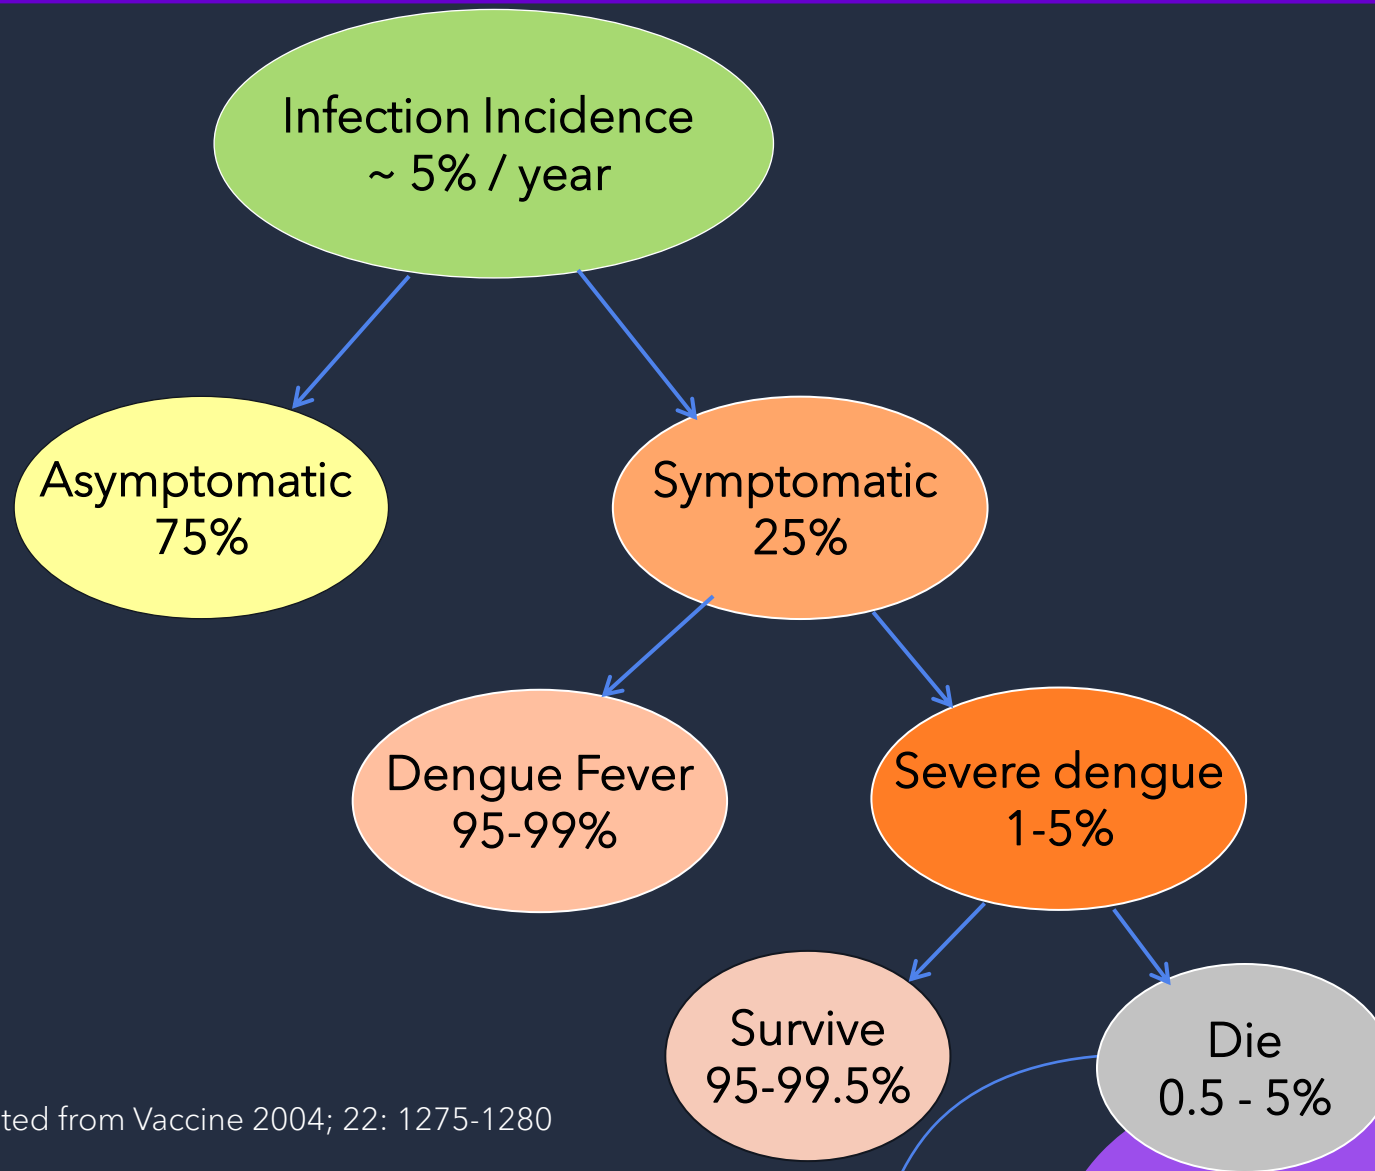 Infection Incidence
~ 5% / year
Asymptomatic
75%
Symptomatic
25%
Dengue Fever
95-99%
Severe dengue
1-5%
Survive
95-99.5%
Die
0.5 - 5%
ted from Vaccine 2004; 22: 1275-1280